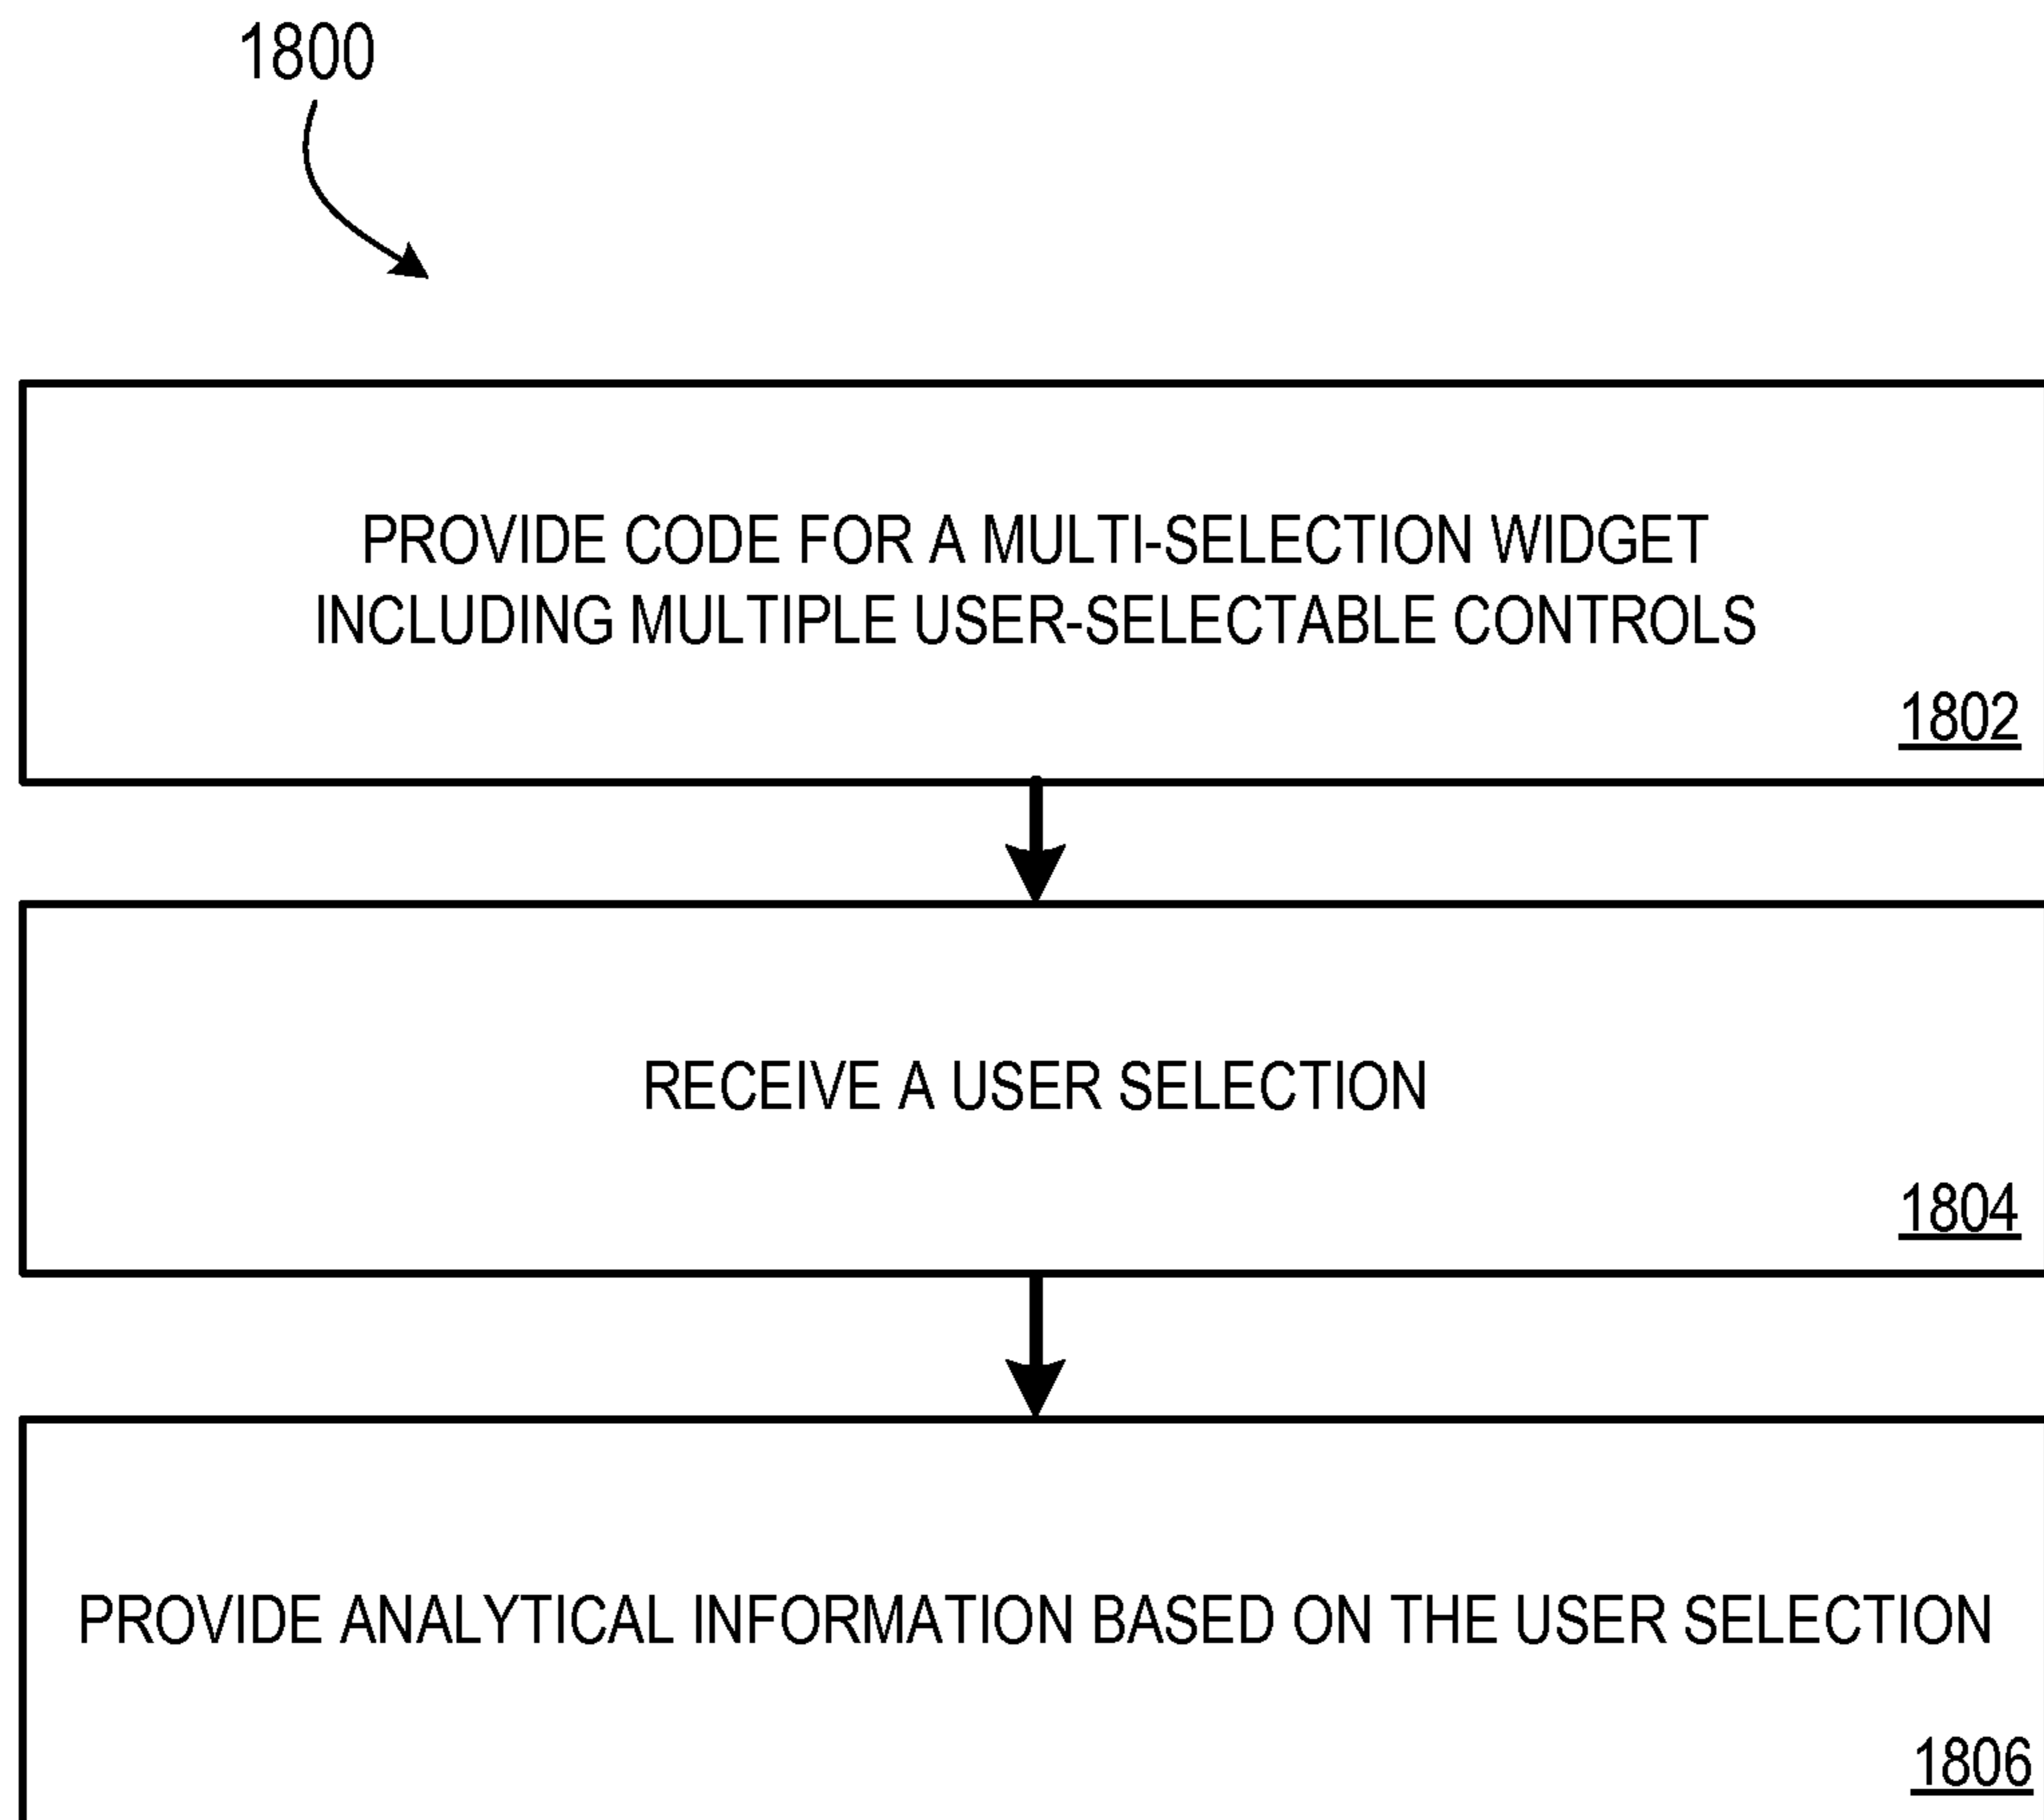 1800
PROVIDE CODE FOR A MULTI-SELECTION WIDGET
INCLUDING MULTIPLE USER-SELECTABLE CONTROLS
1802
RECEIVE A USER SELECTION
1804
PROVIDE ANALYTICAL INFORMATION BASED ON THE USER SELECTION
1806